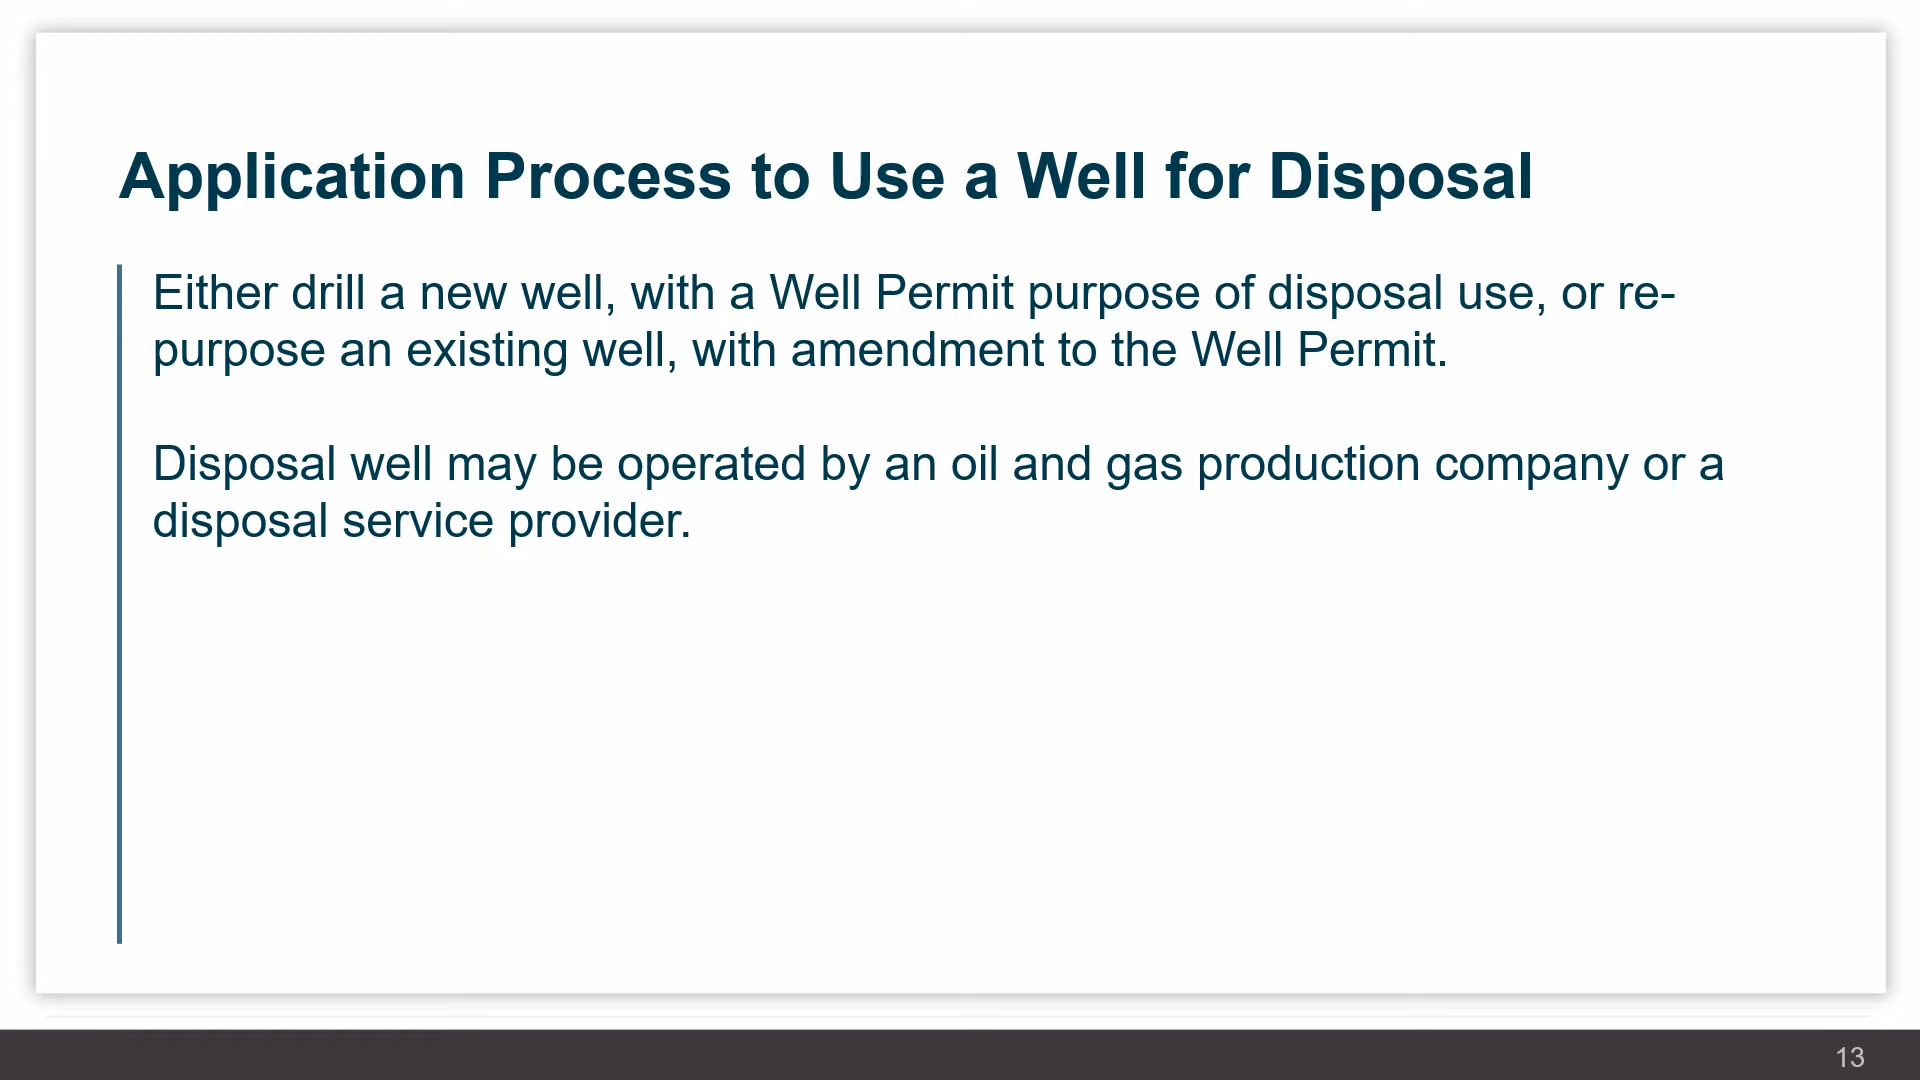 Application Process to Use a Well for Disposal
Either drill a new well, with a Well Permit purpose of disposal use, or re-
purpose an existing well, with amendment to the Well Permit.
Disposal well may be operated by an oil and gas production company or a
disposal service provider.
13